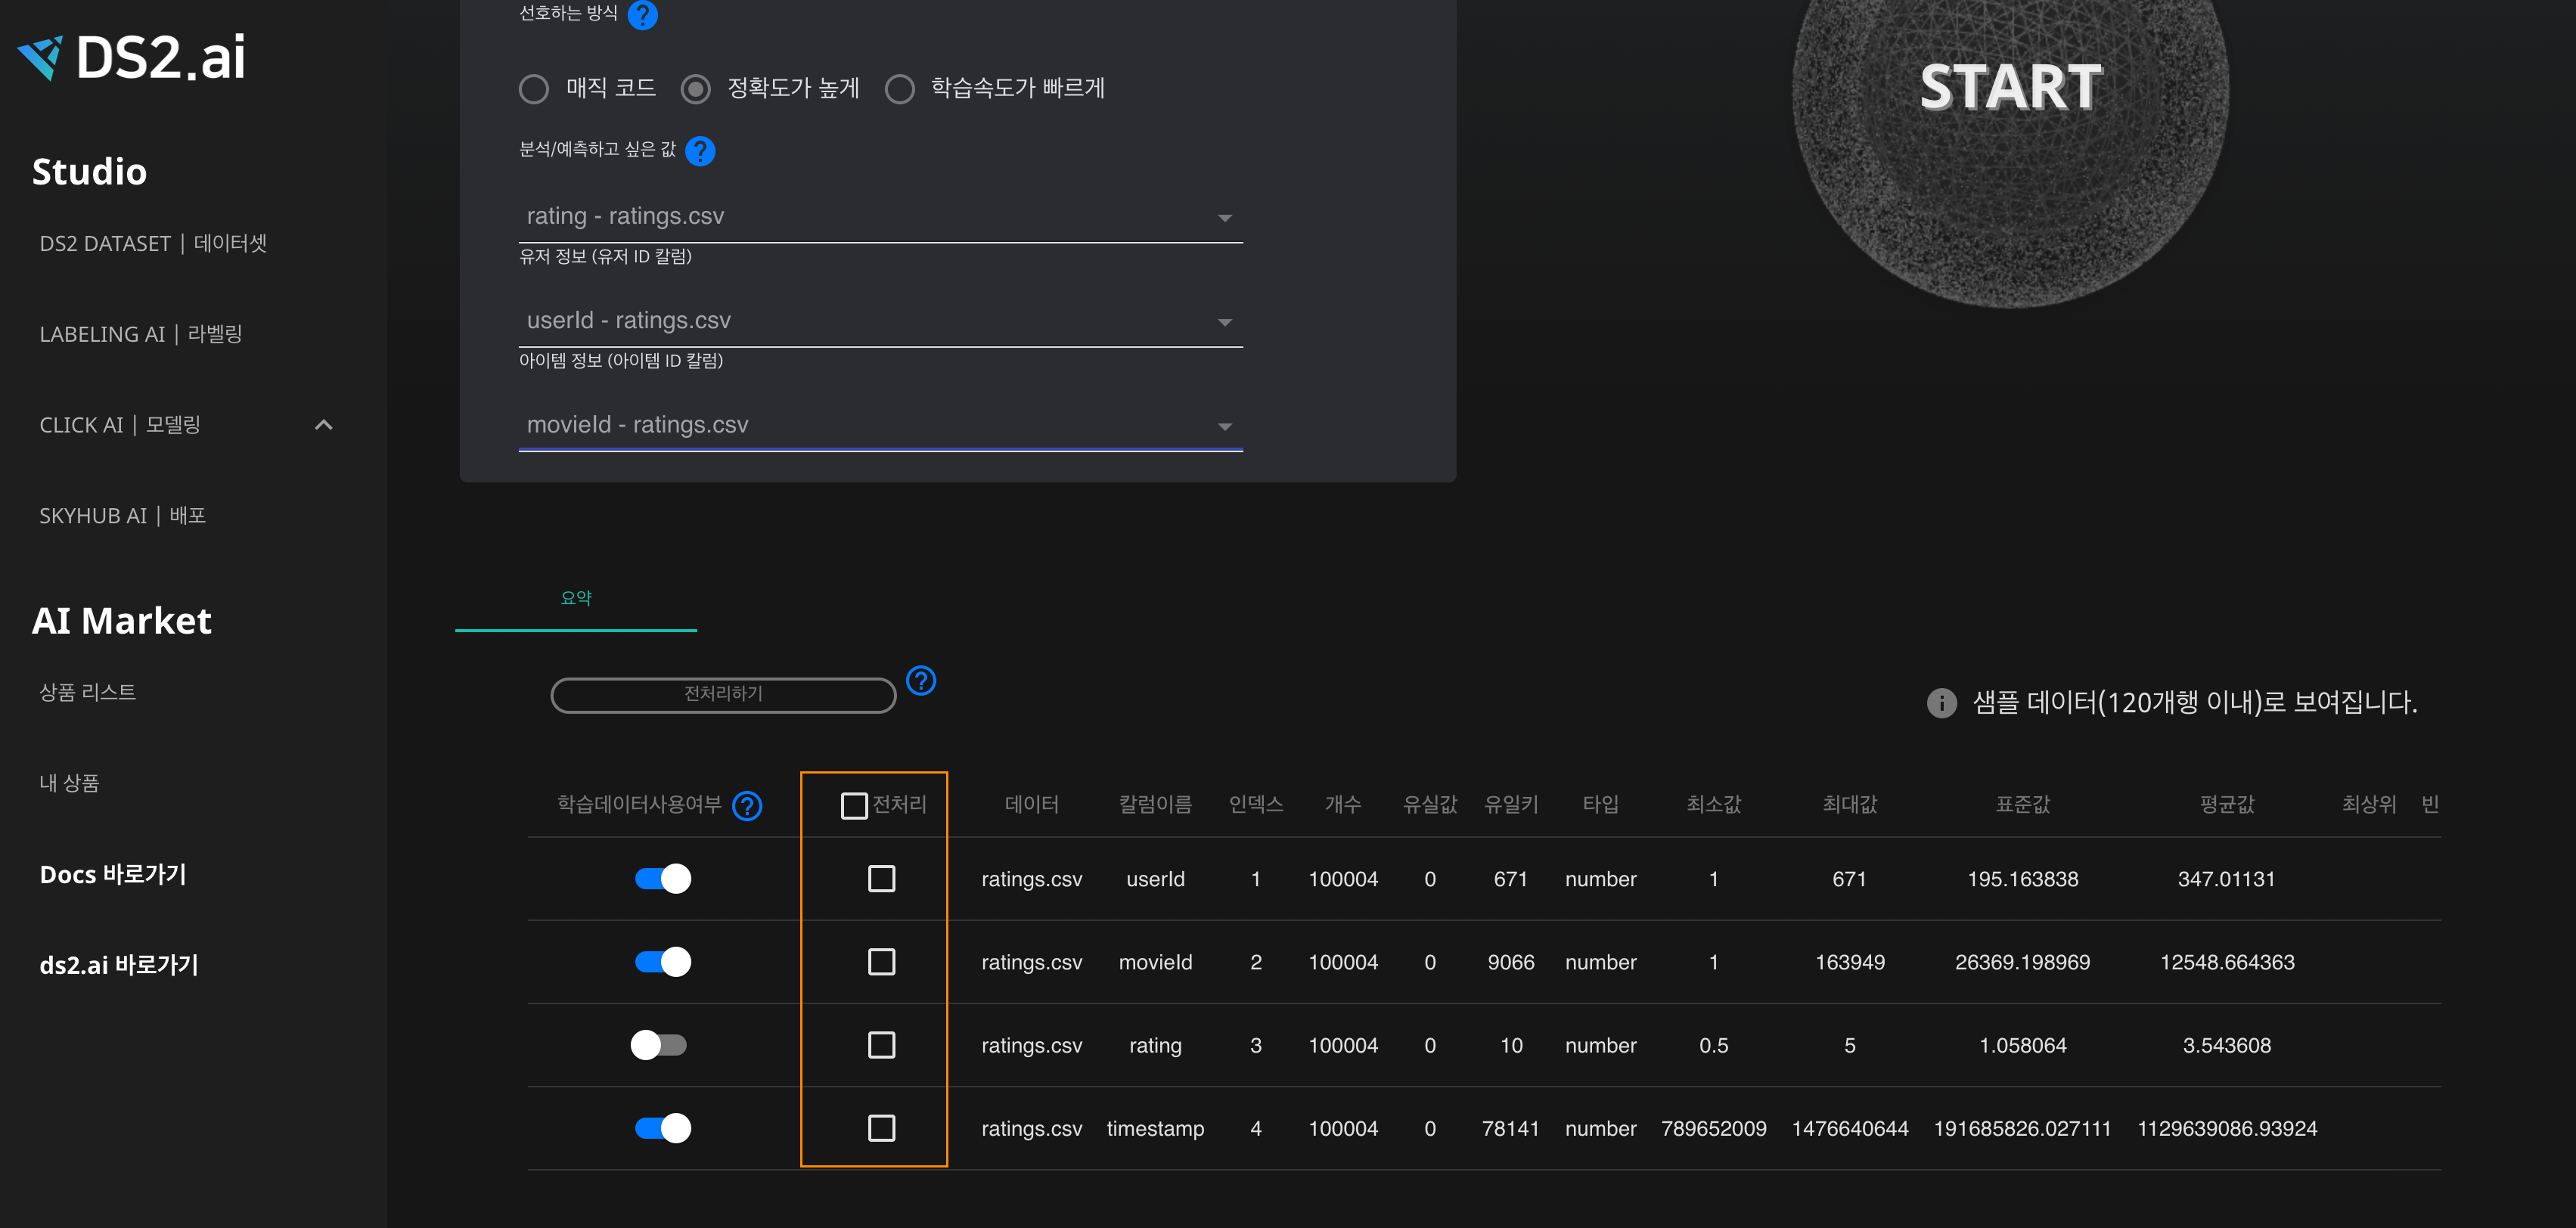 DS2.ai
Studio
DS2 DATASET | 데이터셋
LABELING AI | 라벨링
CLICK AI | 모델링
SKYHUB AI | 배포
AI Market
상품 리스트
내 상품
Docs 바로가기
ds2.ai 바로가기
선호하는 방식 ?
매직 코드 정확도가 높게 학습속도가 빠르게
분석/예측하고 싶은 값 ?
rating - ratings.csv
유저 정보 (유저 ID 칼럼)
userId - ratings.csv
아이템 정보 (아이템 ID 칼럼)
movieId - ratings.csv
START
요약
전처리하기 ?
샘플 데이터(120개행 이내)로 보여집니다.
학습데이터사용여부 ? 전처리 데이터 칼럼이름 인덱스 개수 유실값 유일키 타입 최소값 최대값 표준값 평균값 최상위 빈
ratings.csv userId 1 100004 0 671 number 1 671 195.163838 347.01131
ratings.csv movieId 2 100004 0 9066 number 1 163949 26369.198969 12548.664363
ratings.csv rating 3 100004 0 10 number 0.5 5 1.058064 3.543608
ratings.csv timestamp 4 100004 0 78141 number 789652009 1476640644 191685826.027111 1129639086.93924